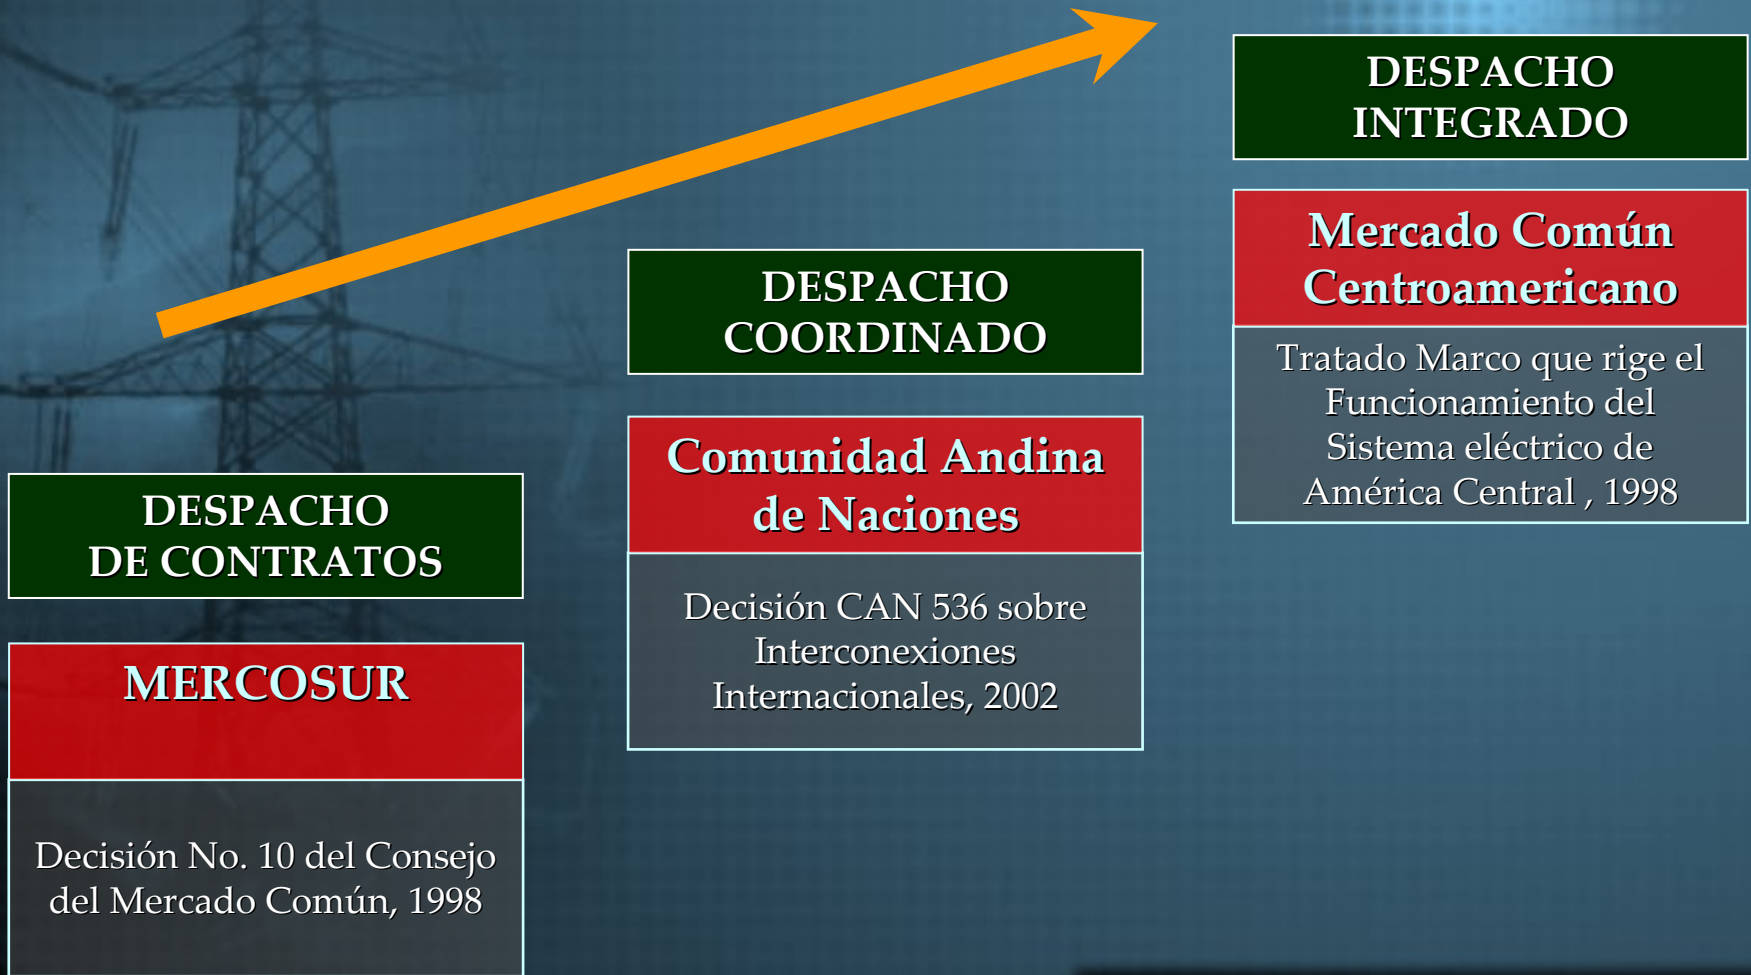 DESPACHO
DE CONTRATOS
MERCOSUR
Decisión No. 10 del Consejo
del Mercado Común, 1998
DESPACHO
COORDINADO
Comunidad Andina
de Naciones
Decisión CAN 536 sobre
Interconexiones
Internacionales, 2002
DESPACHO
INTEGRADO
Mercado Común
Centroamericano
Tratado Marco que rige el
Funcionamiento del
Sistema eléctrico de
América Central , 1998